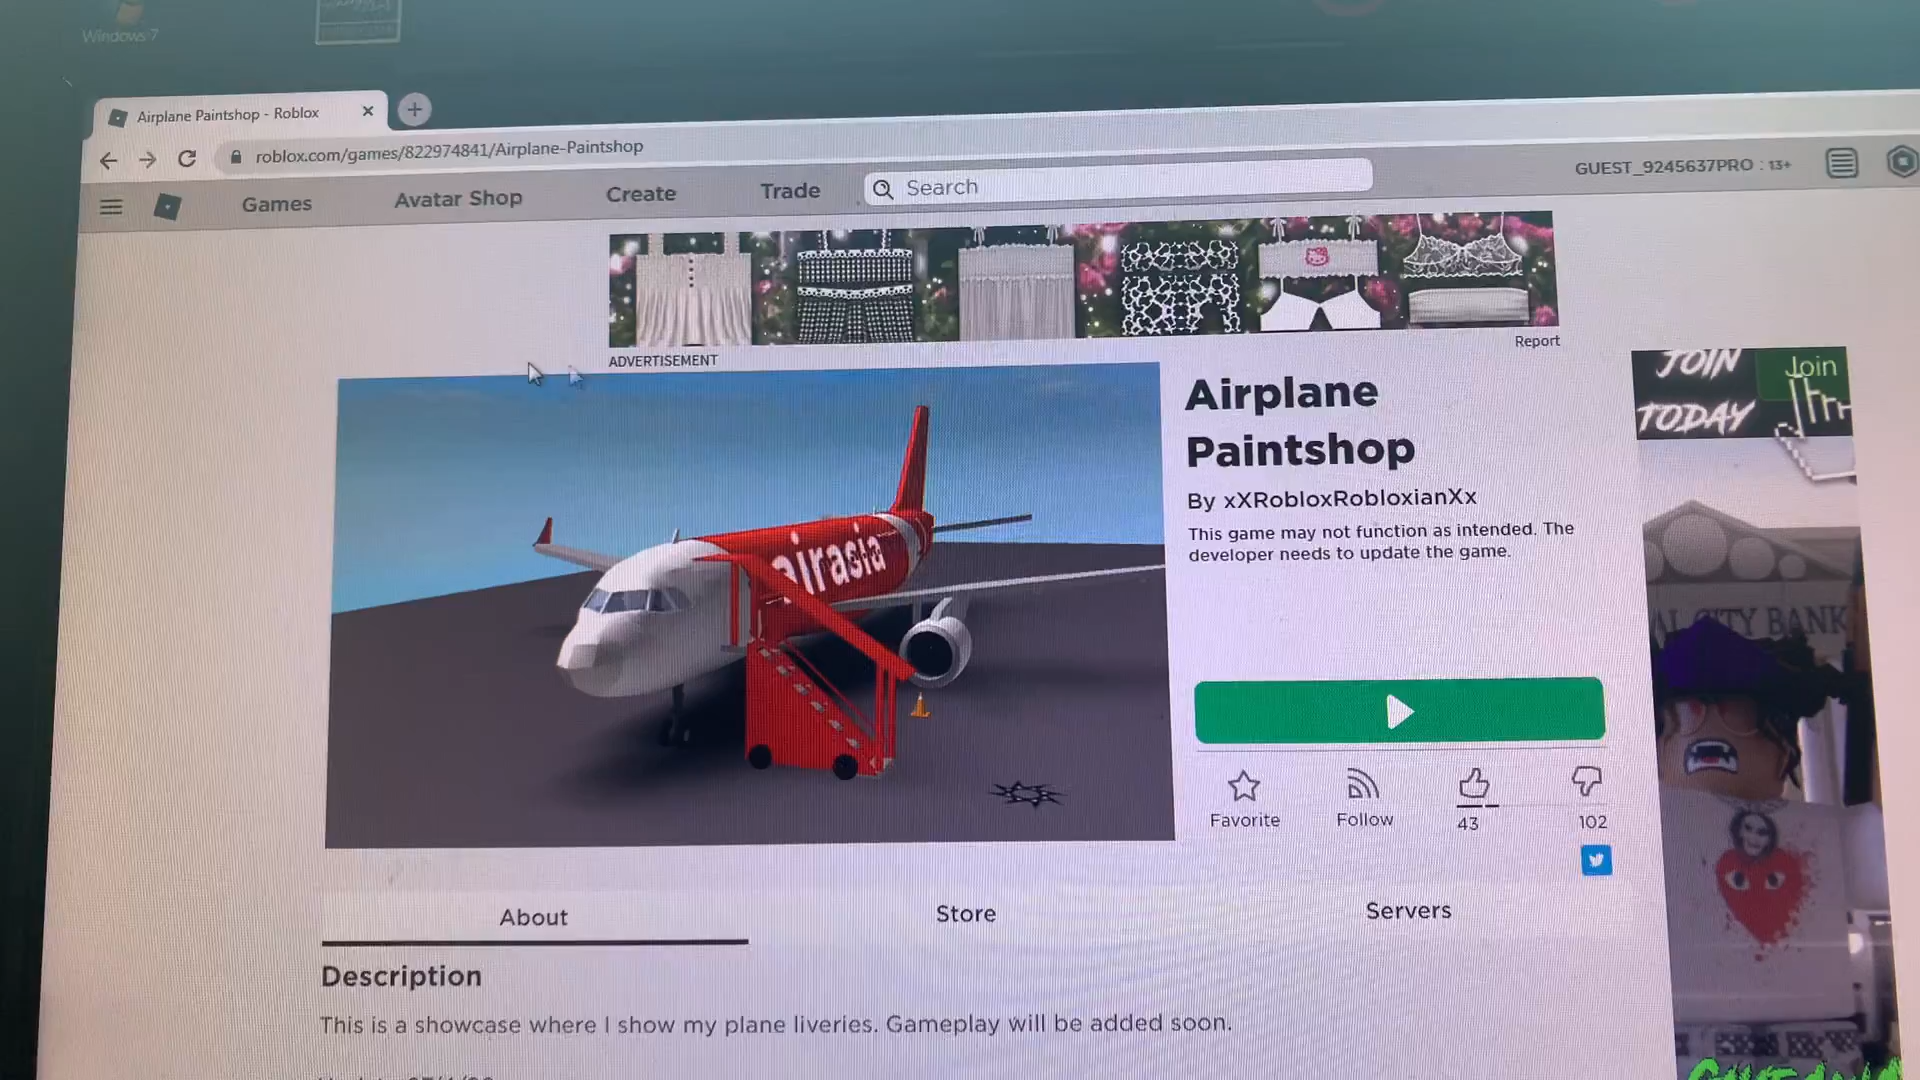 Windows 7
Airplane Paintshop - Roblox
roblox.com/games/822974841/Airplane-Paintshop
Games
Avatar Shop
Create
Trade
Search
GUEST_9245637PRO : 13+
ADVERTISEMENT
Report
airasia
Airplane
Paintshop
By xXRobloxRobloxianXx
This game may not function as intended. The
developer needs to update the game.
Favorite
Follow
43
102
JOIN
TODAY
Join
CITY BANK
About
Store
Servers
Description
This is a showcase where I show my plane liveries. Gameplay will be added soon.